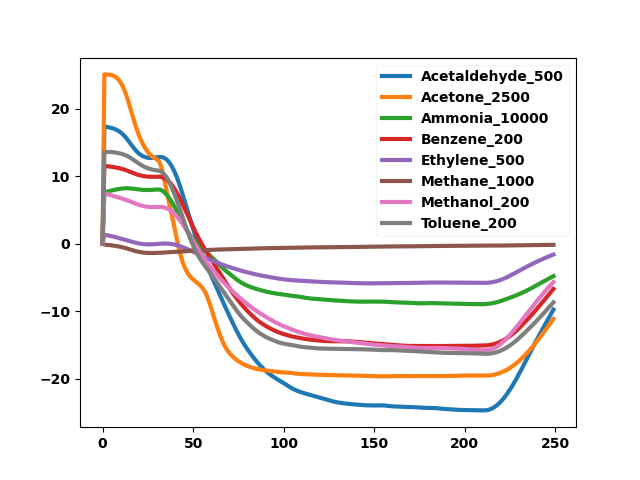 Acetaldehyde_500
Acetone_2500
Ammonia_10000
Benzene_200
Ethylene_500
Methane_1000
Methanol_200
Toluene_200
20
10
0
−10
−20
0 50 100 150 200 250